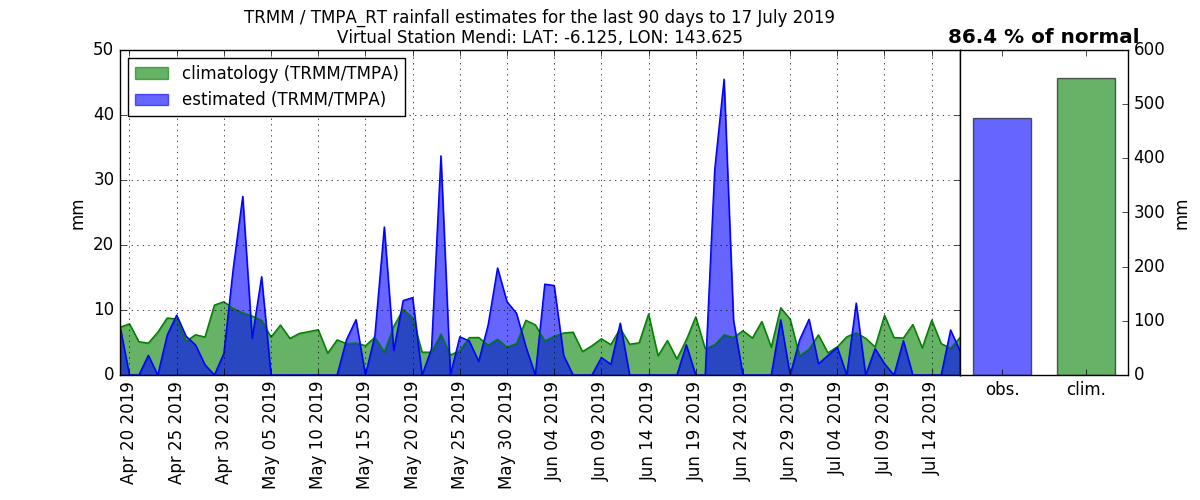 TRMM / TMPA_RT rainfall estimates for the last 90 days to 17 July 2019
Virtual Station Mendi: LAT: -6.125, LON: 143.625
86.4 % of normal
climatology (TRMM/TMPA)
estimated (TRMM/TMPA)
mm
50
40
30
20
10
0
Apr 20 2019
Apr 25 2019
Apr 30 2019
May 05 2019
May 10 2019
May 15 2019
May 20 2019
May 25 2019
May 30 2019
Jun 04 2019
Jun 09 2019
Jun 14 2019
Jun 19 2019
Jun 24 2019
Jun 29 2019
Jul 04 2019
Jul 09 2019
Jul 14 2019
obs.
clim.
600
500
400
300
200
100
0
mm